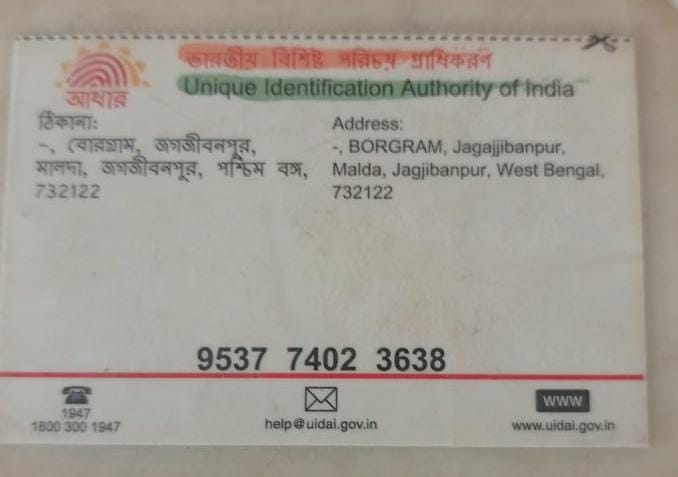 ভারতীয় বিশিষ্ট পরিচয় প্রাধিকরণ
Unique Identification Authority of India
আধার
ঠিকানা:
-, বোরগ্রাম, জগজীবনপুর,
মালদা, জগজীবনপুর, পশ্চিম বঙ্গ,
732122
Address:
-, BORGRAM, Jagajjibanpur,
Malda, Jagjibanpur, West Bengal,
732122
9537 7402 3638
1947
1800 300 1947
help@uidai.gov.in
www
www.uidai.gov.in